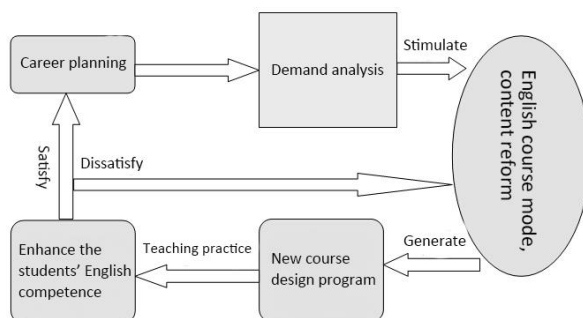 Career planning
Demand analysis
Stimulate
English course mode,
content reform
Satisfy
Dissatisfy
Enhance the
students' English
competence
Teaching practice
New course
design program
Generate